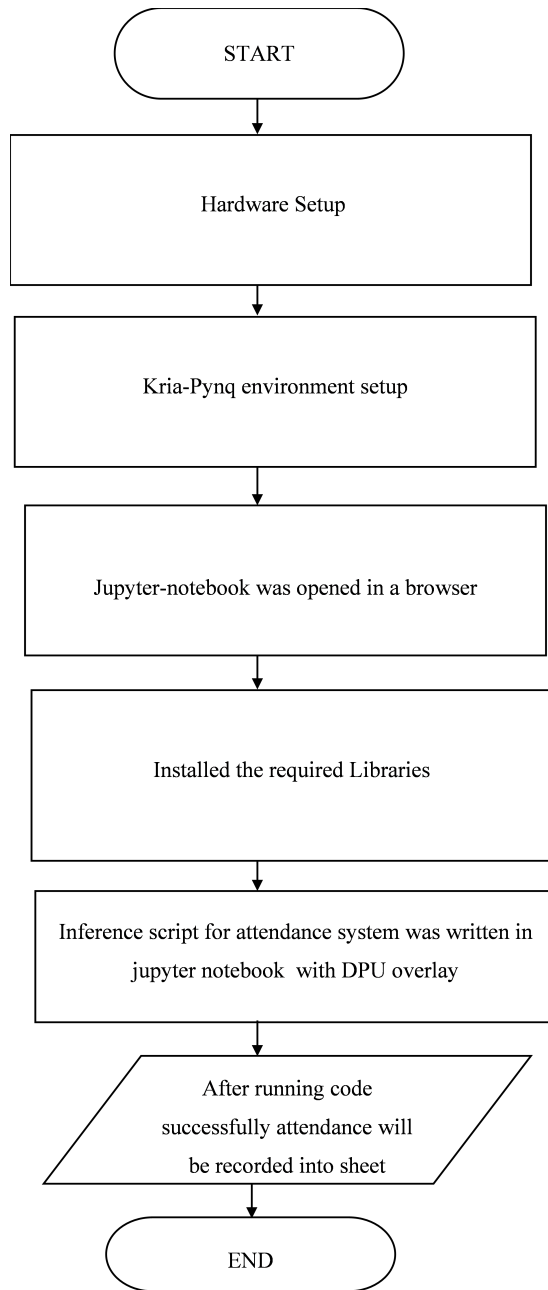 START
Hardware Setup
Kria-Pynq environment setup
Jupyter-notebook was opened in a browser
Installed the required Libraries
Inference script for attendance system was written in
jupyter notebook  with DPU overlay
After running code
successfully attendance will
be recorded into sheet
END